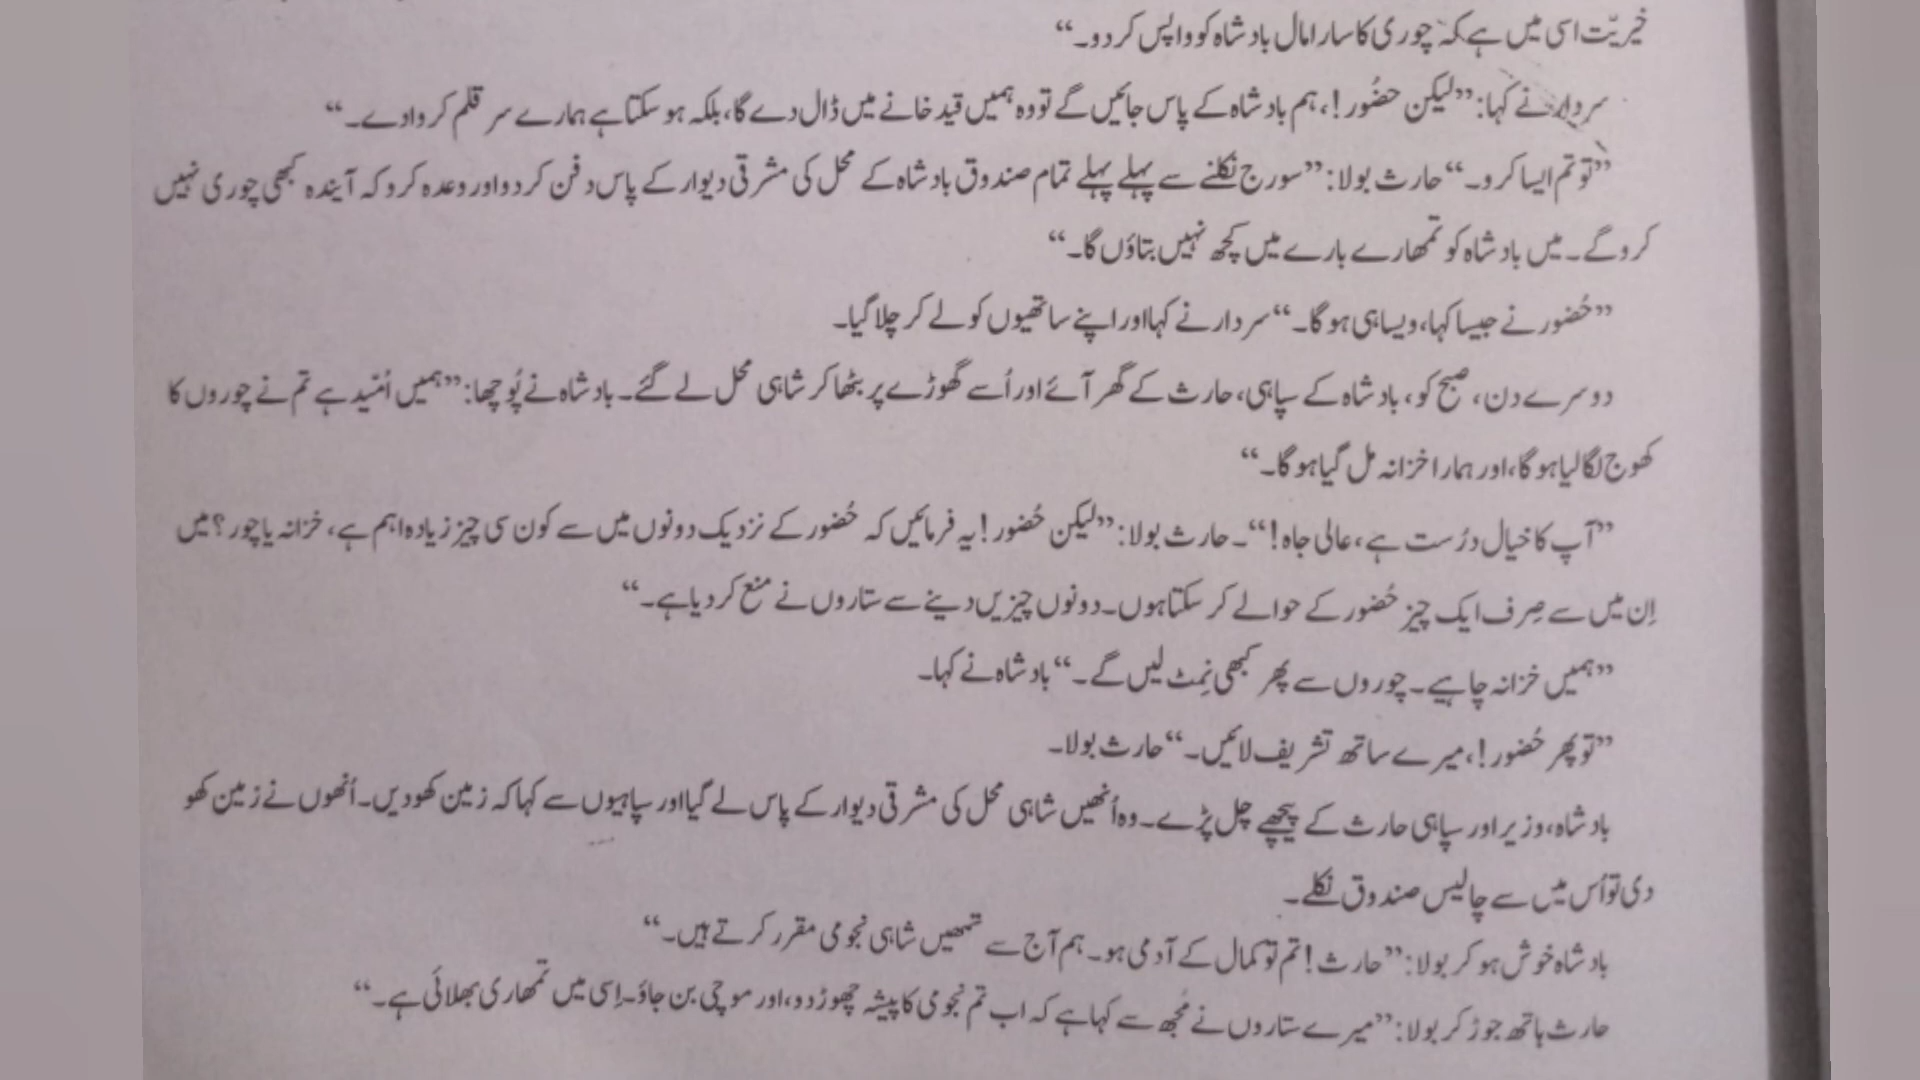 خیریّت اسی میں ہے کہ چوری کا سارا مال بادشاہ کو واپس کر دو۔“
سردار نے کہا: ”لیکن حضُور!، ہم بادشاہ کے پاس جائیں گے تو وہ ہمیں قید خانے میں ڈال دے گا، بلکہ ہو سکتا ہے ہمارے سر قلم کروا دے۔“
”تو تم ایسا کرو۔“ حارث بولا: ”سورج نکلنے سے پہلے پہلے تمام صندوق بادشاہ کے محل کی مشرقی دیوار کے پاس دفن کر دو اور وعدہ کرو کہ آیندہ کبھی چوری نہیں
کرو گے۔ میں بادشاہ کو تمھارے بارے میں کچھ نہیں بتاؤں گا۔“
”حُضور نے جیسا کہا، ویسا ہی ہو گا۔“ سردار نے کہا اور اپنے ساتھیوں کو لے کر چلا گیا۔
دوسرے دن، صبح کو، بادشاہ کے سپاہی، حارث کے گھر آئے اور اُسے گھوڑے پر بٹھا کر شاہی محل لے گئے۔ بادشاہ نے پُوچھا: ”ہمیں اُمّید ہے تم نے چوروں کا
کھوج لگا لیا ہو گا، اور ہمارا خزانہ مل گیا ہو گا۔“
”آپ کا خیال درُست ہے، عالی جاہ!“۔ حارث بولا: ”لیکن حُضور! یہ فرمائیں کہ حُضور کے نزدیک دونوں میں سے کون سی چیز زیادہ اہم ہے، خزانہ یا چور؟ میں
اِن میں سے صِرف ایک چیز حُضور کے حوالے کر سکتا ہوں۔ دونوں چیزیں دینے سے ستاروں نے منع کر دیا ہے۔“
”ہمیں خزانہ چاہیے۔ چوروں سے پھر کبھی نِمٹ لیں گے۔“ بادشاہ نے کہا۔
”تو پھر حُضور!، میرے ساتھ تشریف لائیں۔“ حارث بولا۔
بادشاہ، وزیر اور سپاہی حارث کے پیچھے چل پڑے۔ وہ اُنھیں شاہی محل کی مشرقی دیوار کے پاس لے گیا اور سپاہیوں سے کہا کہ زمین کھودیں۔ اُنھوں نے زمین کھو
دی تو اُس میں سے چالیس صندوق نکلے۔
بادشاہ خوش ہو کر بولا: ”حارث! تم تو کمال کے آدمی ہو۔ ہم آج سے تمھیں شاہی نجومی مقرر کرتے ہیں۔“
حارث ہاتھ جوڑ کر بولا: ”میرے ستاروں نے مُجھ سے کہا ہے کہ اب تم نجومی کا پیشہ چھوڑ دو، اور موچی بن جاؤ۔ اِسی میں تمھاری بھلائی ہے۔“